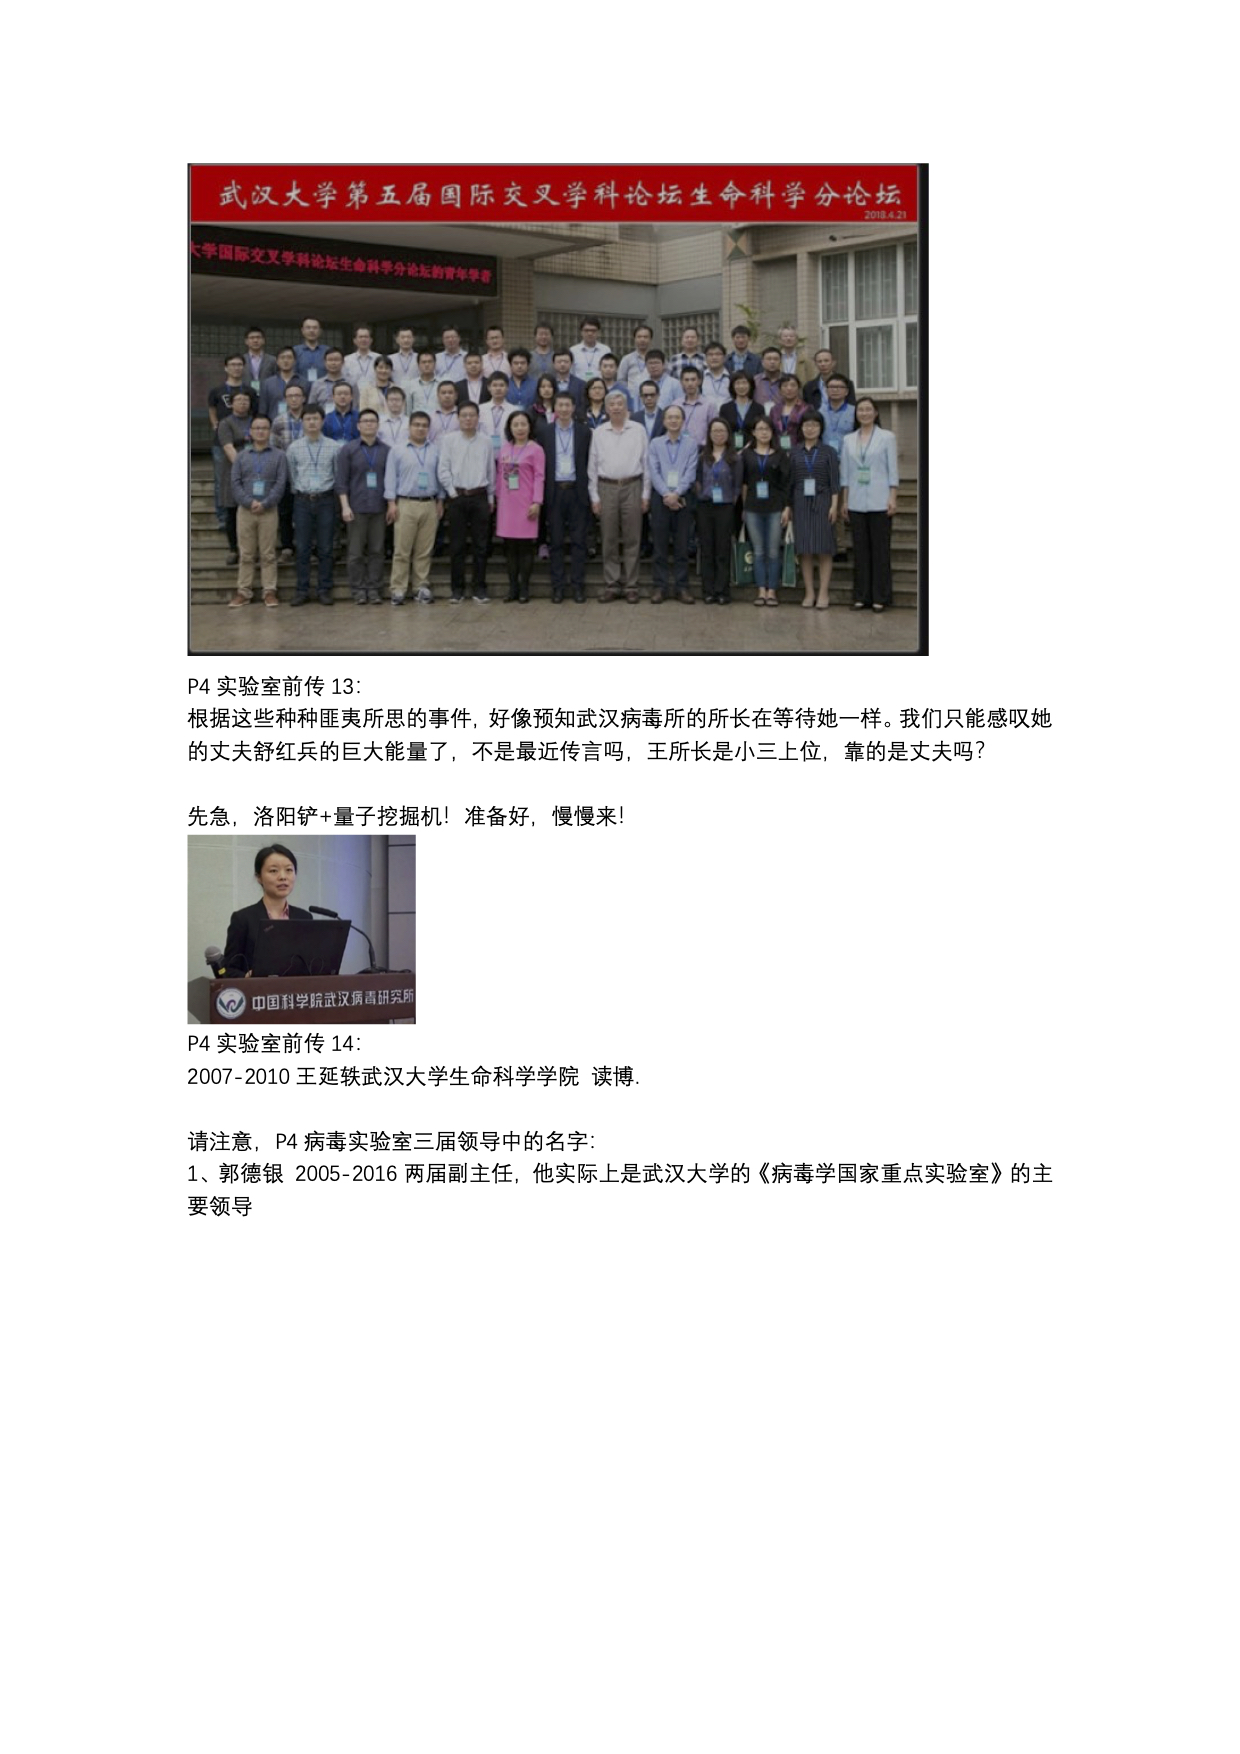 武汉大学第五届国际交叉学科论坛生命科学分论坛
2018.4.21
大学国际交叉学科论坛生命科学分论坛的青年学者
P4 实验室前传 13：
根据这些种种匪夷所思的事件，好像预知武汉病毒所的所长在等待她一样。我们只能感叹她
的丈夫舒红兵的巨大能量了，不是最近传言吗，王所长是小三上位，靠的是丈夫吗？
先急，洛阳铲+量子挖掘机！准备好，慢慢来！
中国科学院武汉病毒研究所
P4 实验室前传 14：
2007-2010 王延轶武汉大学生命科学学院 读博.
请注意，P4 病毒实验室三届领导中的名字：
1、郭德银 2005-2016 两届副主任，他实际上是武汉大学的《病毒学国家重点实验室》的主
要领导